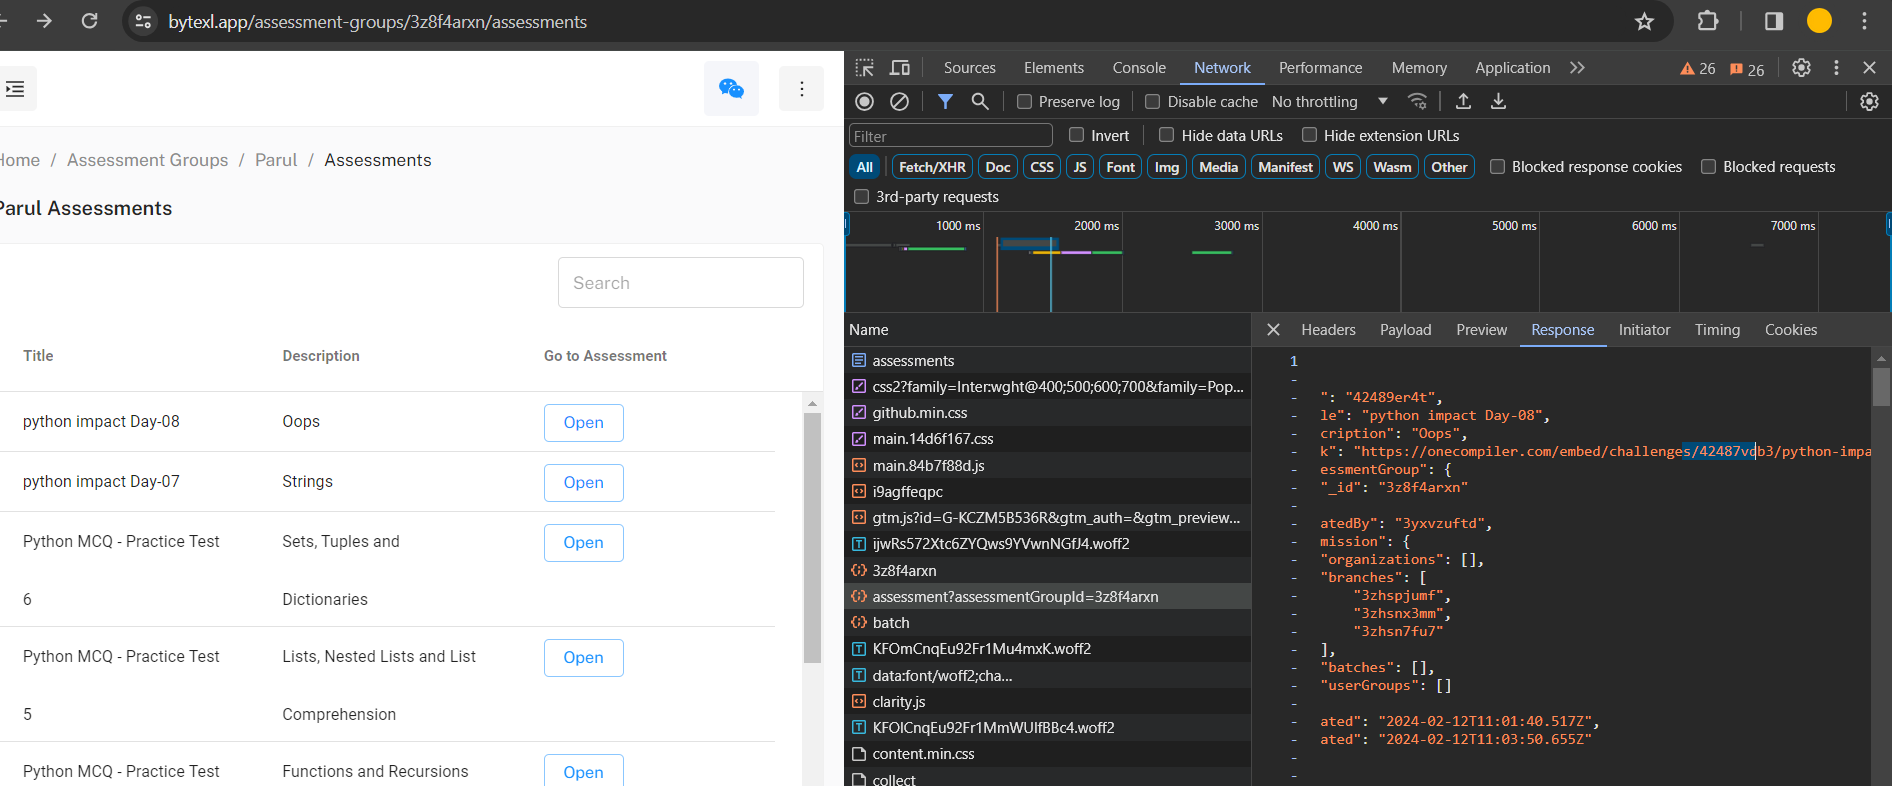 bytexl.app/assessment-groups/3z8f4arxn/assessments
Home / Assessment Groups / Parul / Assessments
Parul Assessments
Search
Title Description Go to Assessment
python impact Day-08 Oops Open
python impact Day-07 Strings Open
Python MCQ - Practice Test Sets, Tuples and Open
6 Dictionaries
Python MCQ - Practice Test Lists, Nested Lists and List Open
5 Comprehension
Python MCQ - Practice Test Functions and Recursions Open
Sources Elements Console Network Performance Memory Application 26 26
Preserve log Disable cache No throttling
Filter Invert Hide data URLs Hide extension URLs
All Fetch/XHR Doc CSS JS Font Img Media Manifest WS Wasm Other Blocked response cookies Blocked requests
3rd-party requests
1000 ms 2000 ms 3000 ms 4000 ms 5000 ms 6000 ms 7000 ms
Name
assessments
css2?family=Inter:wght@400;500;600;700&family=Pop...
github.min.css
main.14d6f167.css
main.84b7f88d.js
i9agffeqpc
gtm.js?id=G-KCZM5B536R&gtm_auth=&gtm_preview...
ijwRs572Xtc6ZYQws9YVwnNGfJ4.woff2
3z8f4arxn
assessment?assessmentGroupId=3z8f4arxn
batch
KFOmCnqEu92Fr1Mu4mxK.woff2
data:font/woff2;cha...
clarity.js
KFOlCnqEu92Fr1MmWUlfBBc4.woff2
content.min.css
collect
Headers Payload Preview Response Initiator Timing Cookies
1
-
- ": "42489er4t",
- le": "python impact Day-08",
- cription": "Oops",
- k": "https://onecompiler.com/embed/challenges/42487vdb3/python-impa
- essmentGroup": {
- "_id": "3z8f4arxn"
-
- atedBy": "3yxvzuftd",
- mission": {
- "organizations": [],
- "branches": [
- "3zhspjumf",
- "3zhsnx3mm",
- "3zhsn7fu7"
- ],
- "batches": [],
- "userGroups": []
-
- ated": "2024-02-12T11:01:40.517Z",
- ated": "2024-02-12T11:03:50.655Z"
-
-